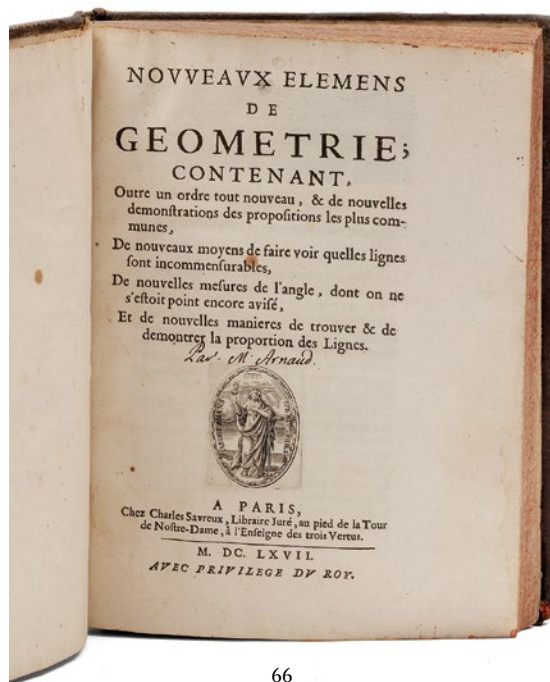 NOVVEAVX ELEMENS
DE
GEOMETRIE;
CONTENANT,
Outre un ordre tout nouveau, & de nouvelles
demonſtrations des propoſitions les plus com-
munes,
De nouveaux moyens de faire voir quelles lignes
ſont incommenſurables,
De nouvelles meſures de l'angle, dont on ne
s'eſtoit point encore aviſé,
Et de nouvelles manieres de trouver & de
demontrer la proportion des Lignes.
Par M Arnaud.
A PARIS,
Chez Charles Savreux, Libraire Juré, au pied de la Tour
de Noſtre-Dame, à l'Enſeigne des trois Vertus.
M. DC. LXVII.
AVEC PRIVILEGE DV ROY.
66